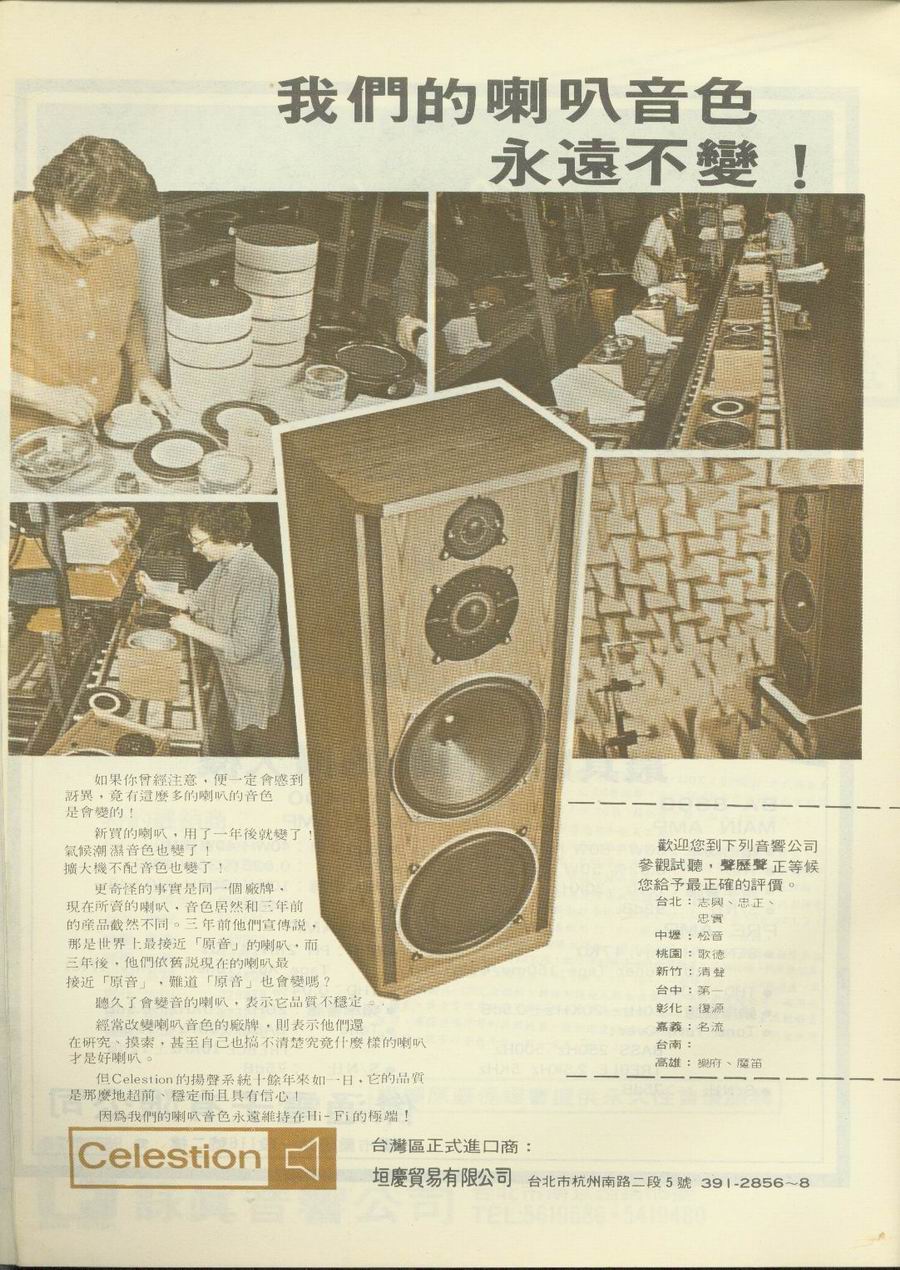 我們的喇叭音色
永遠不變！
如果你曾經注意，便一定會感到
訝異，竟有這麼多的喇叭的音色
是會變的！
新買的喇叭，用了一年後就變了！
氣候潮濕音色也變了！
擴大機不配音色也變了！
更奇怪的事實是同一個廠牌、
現在所賣的喇叭，音色居然和三年前
的產品截然不同。三年前他們宣傳說，
那是世界上最接近「原音」的喇叭，而
三年後，他們依舊說現在的喇叭最
接近「原音」，難道「原音」也會變嗎？
聽久了會變音的喇叭，表示它品質不穩定。
經常改變喇叭音色的廠牌，則表示他們還
在研究、摸索，甚至自己也搞不清楚究竟什麼樣的喇叭
才是好喇叭。
但Celestion的揚聲系統十餘年來如一日，它的品質
是那麼地超前、穩定而且具有信心！
因為我們的喇叭音色永遠維持在Hi-Fi的極端！
歡迎您到下列音響公司
參觀試聽，聲歷聲正等候
您給予最正確的評價。
台北：志興、忠正、
忠實
中壢：松音
桃園：歌德
新竹：清聲
台中：第一
彰化：復源
嘉義：名流
台南：
高雄：樂府、魔笛
Celestion
台灣區正式進口商：
垣慶貿易有限公司 台北市杭州南路二段5號 391-2856～8